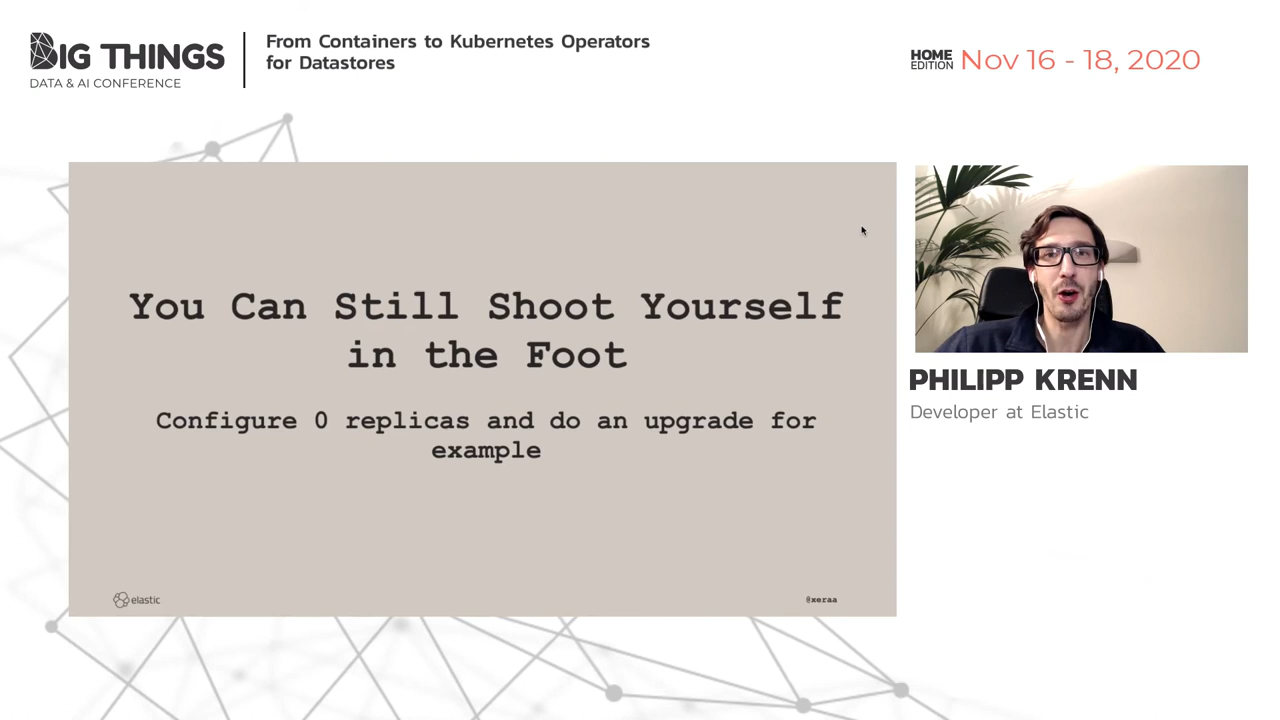 BIG THINGS
DATA & AI CONFERENCE
From Containers to Kubernetes Operators
for Datastores
HOME
EDITION
Nov 16 - 18, 2020
You Can Still Shoot Yourself
in the Foot
Configure 0 replicas and do an upgrade for
example
elastic
@xeraa
PHILIPP KRENN
Developer at Elastic